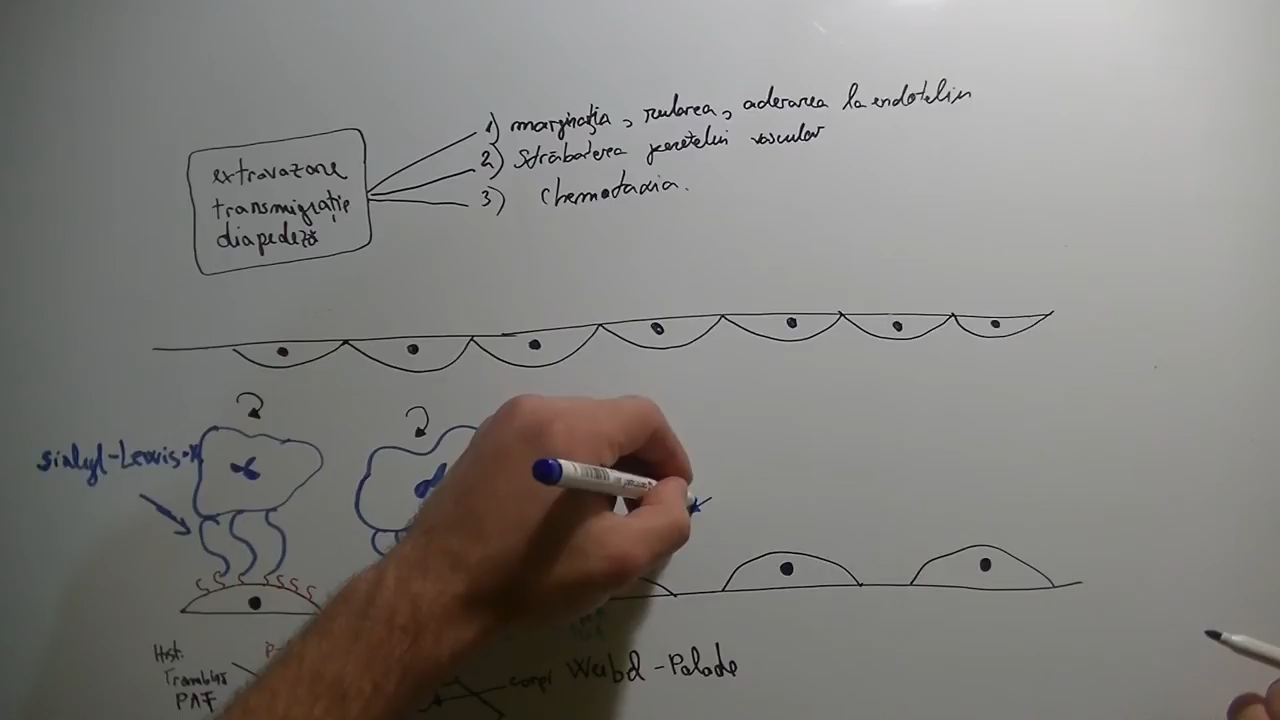 1) marginația, rularea, aderarea la endoteliu
2) Străbaterea peretelui vascular
3) Chemotaxia.
extravazare
transmigrație
diapedeză
sialyl-Lewis-x
Hist.
P-
Trombină
PAF
corpi Weibel-Palade